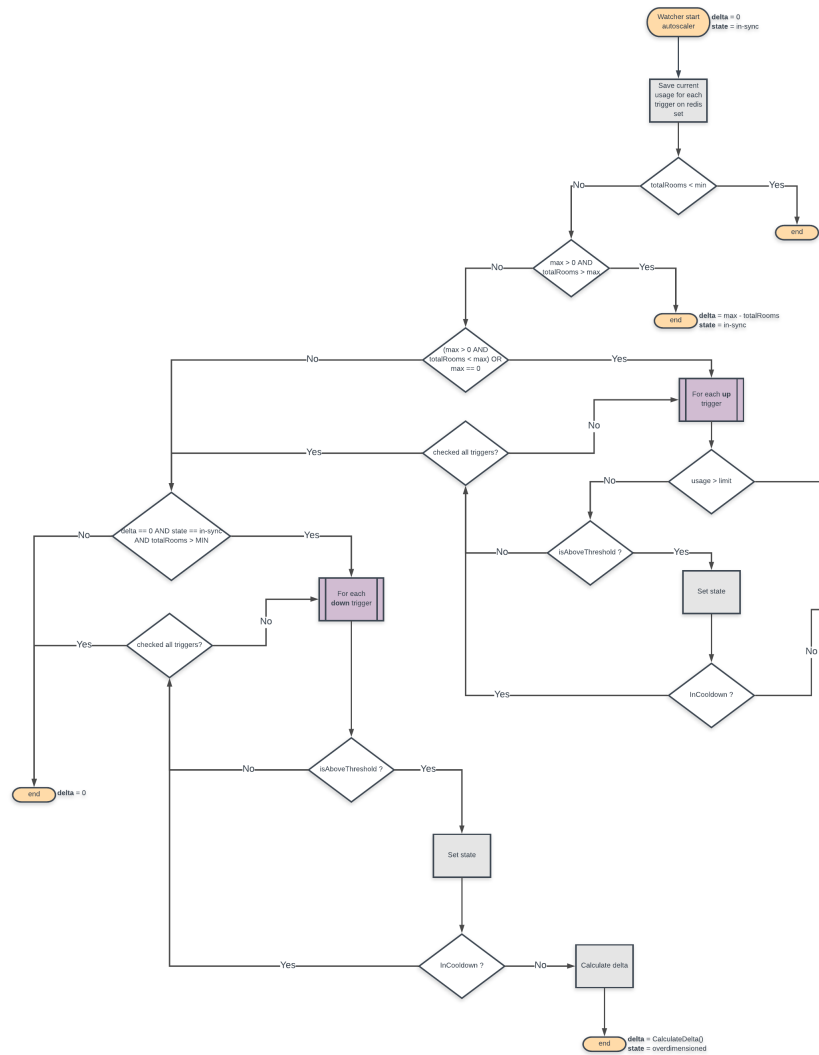 Watcher start
autoscaler
delta = 0
state = in-sync
Save current
usage for each
trigger on redis
set
totalRooms < min
No
Yes
end
max > 0 AND
totalRooms > max
No
Yes
end
delta = max - totalRooms
state = in-sync
(max > 0 AND
totalRooms < max) OR
max == 0
No
Yes
For each up
trigger
No
checked all triggers?
Yes
usage > limit
No
delta == 0 AND state == in-sync
AND totalRooms > MIN
No
Yes
isAboveThreshold ?
No
Yes
For each
down trigger
Set state
No
checked all triggers?
Yes
No
InCooldown ?
Yes
isAboveThreshold ?
No
Yes
end
delta = 0
Set state
InCooldown ?
Yes
No
Calculate delta
end
delta = CalculateDelta()
state = overdimensioned